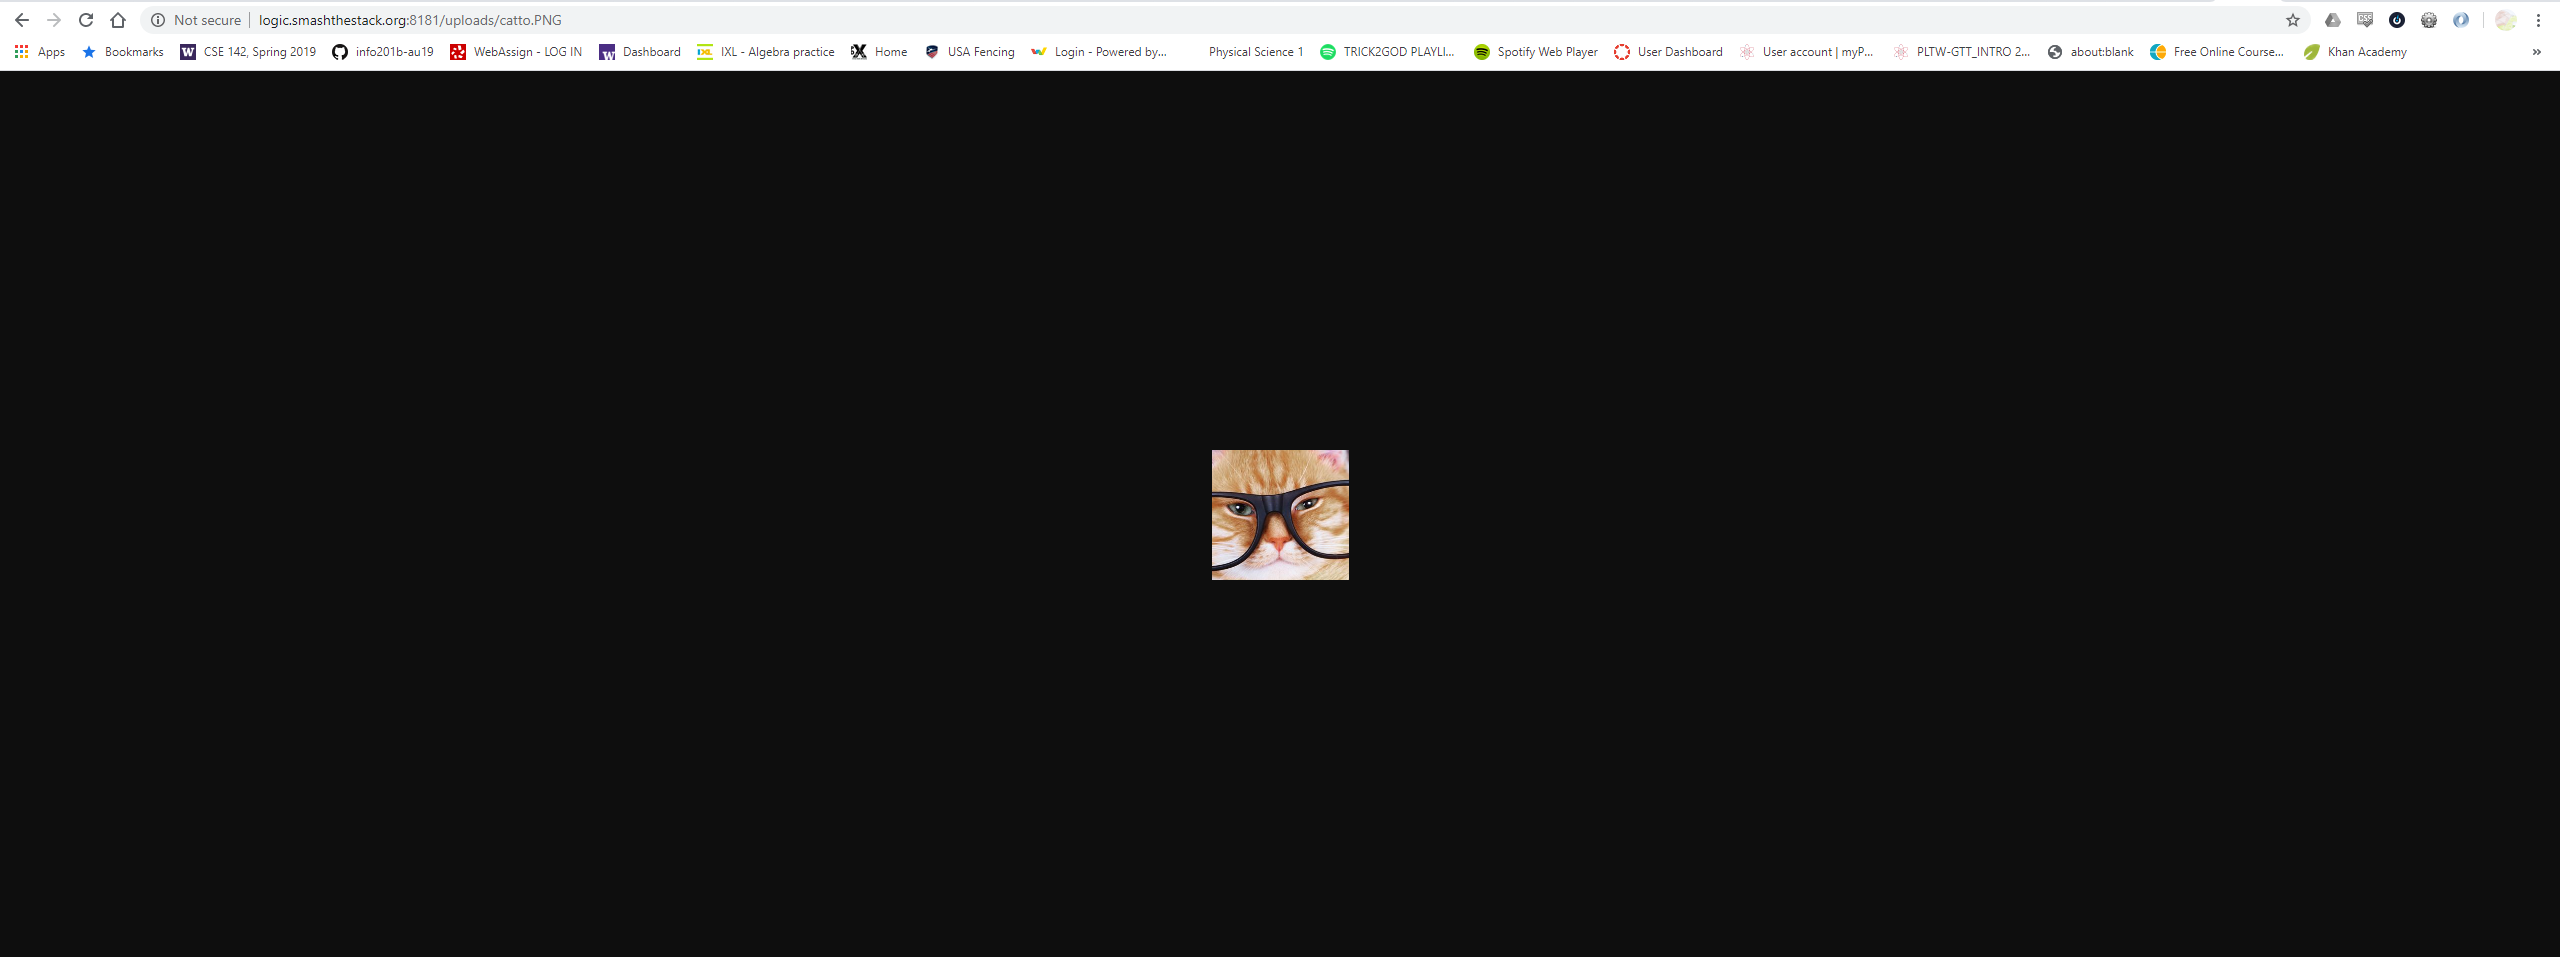 Not secure logic.smashthestack.org:8181/uploads/catto.PNG
Apps Bookmarks CSE 142, Spring 2019 info201b-au19 WebAssign - LOG IN Dashboard IXL - Algebra practice Home USA Fencing Login - Powered by... Physical Science 1 TRICK2GOD PLAYLI... Spotify Web Player User Dashboard User account | myP... PLTW-GTT_INTRO 2... about:blank Free Online Course... Khan Academy »